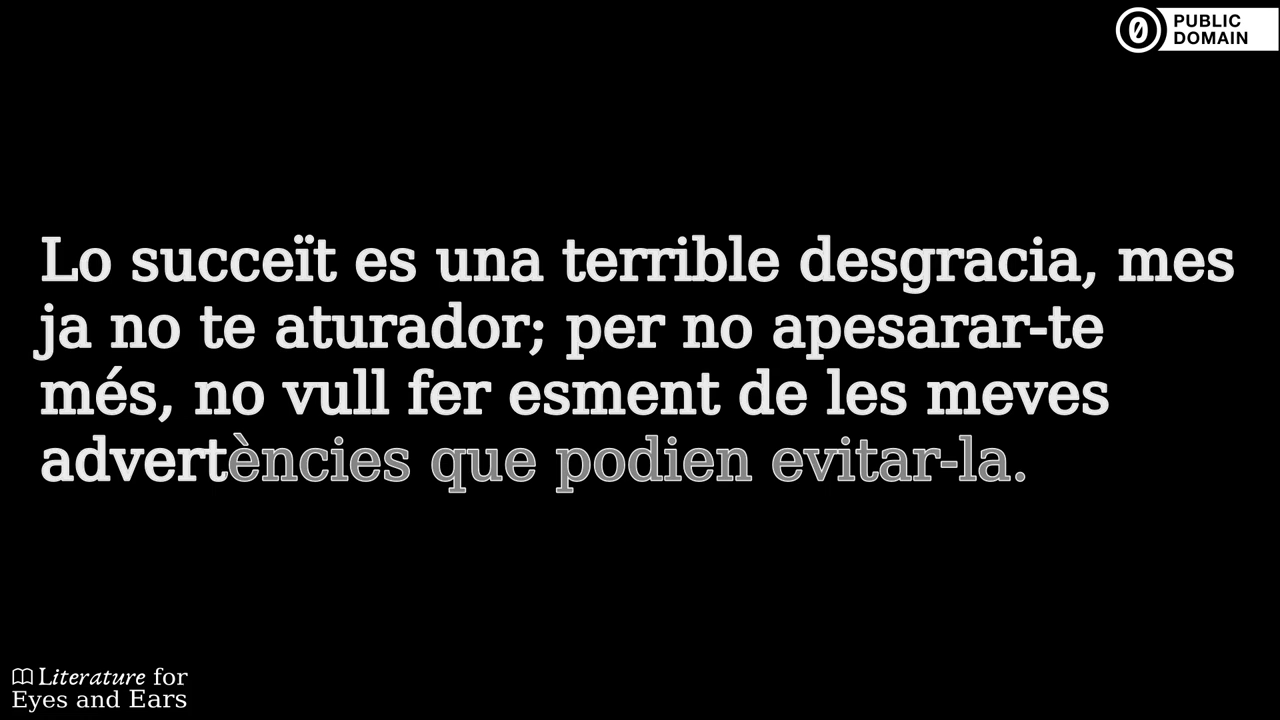 PUBLIC
DOMAIN
Lo succeït es una terrible desgracia, mes
ja no te aturador; per no apesarar-te
més, no vull fer esment de les meves
advertències que podien evitar-la.
Literature for
Eyes and Ears